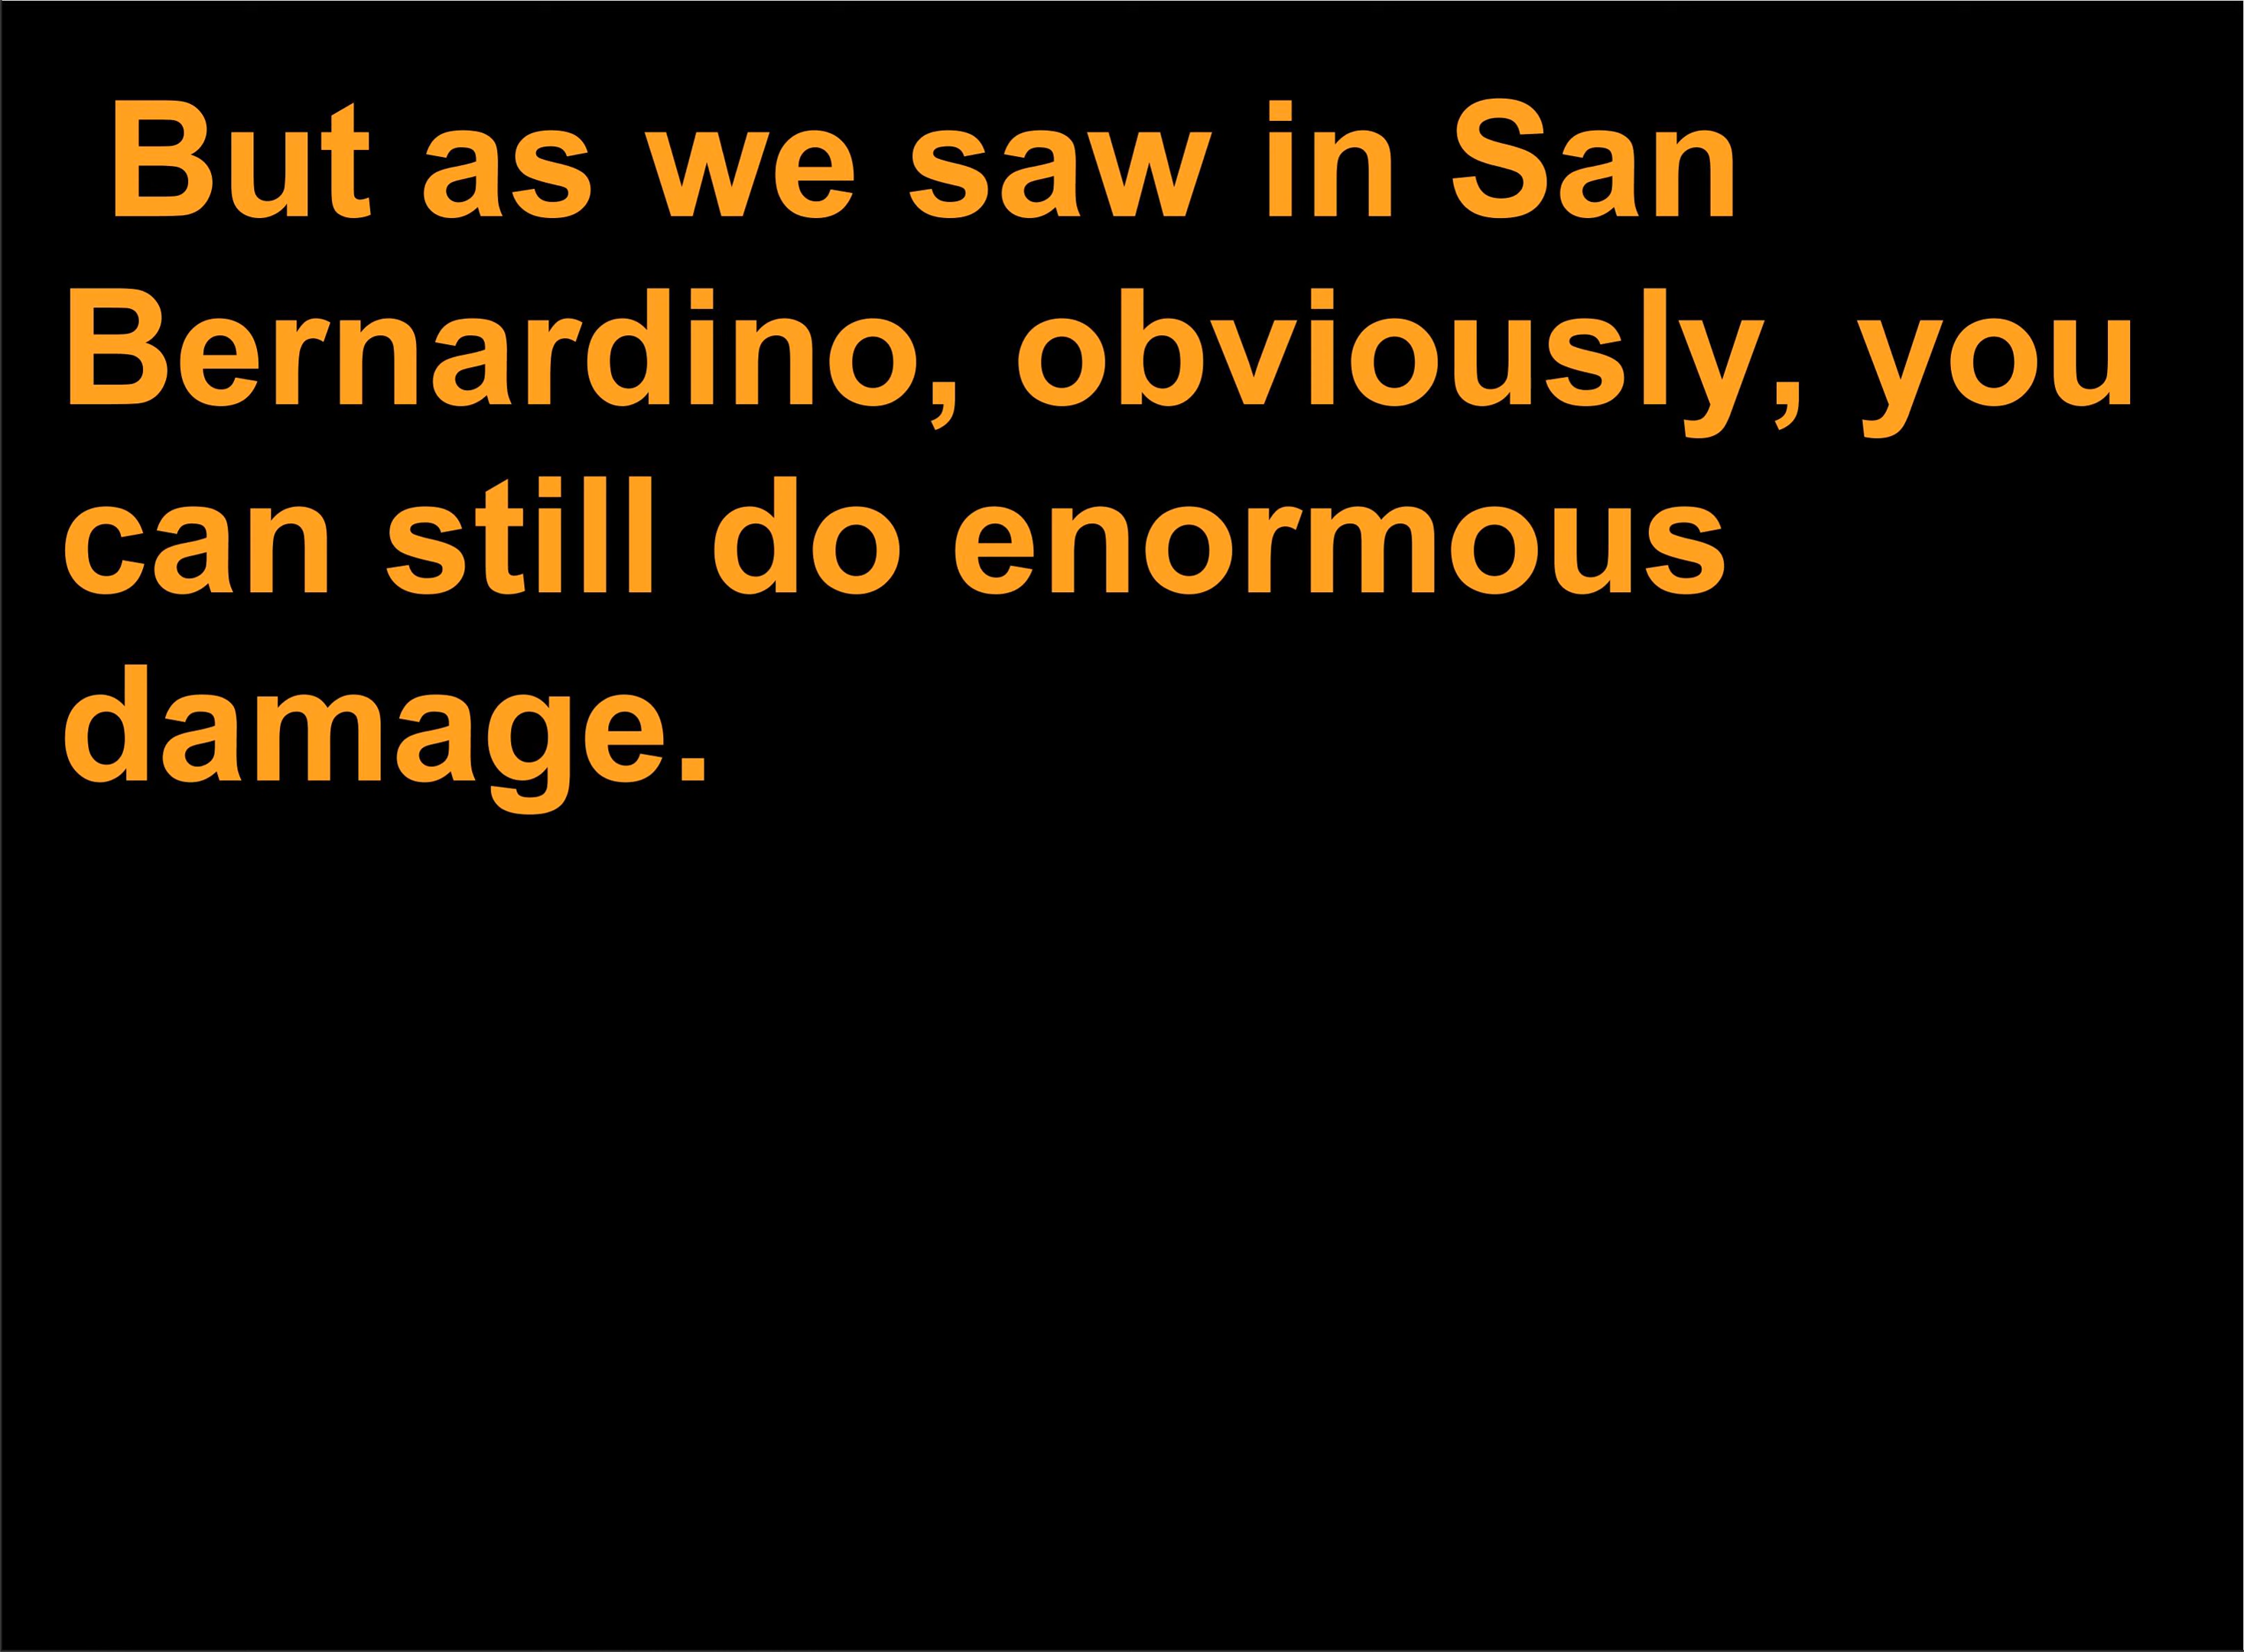 But as we saw in San
Bernardino, obviously, you
can still do enormous
damage.